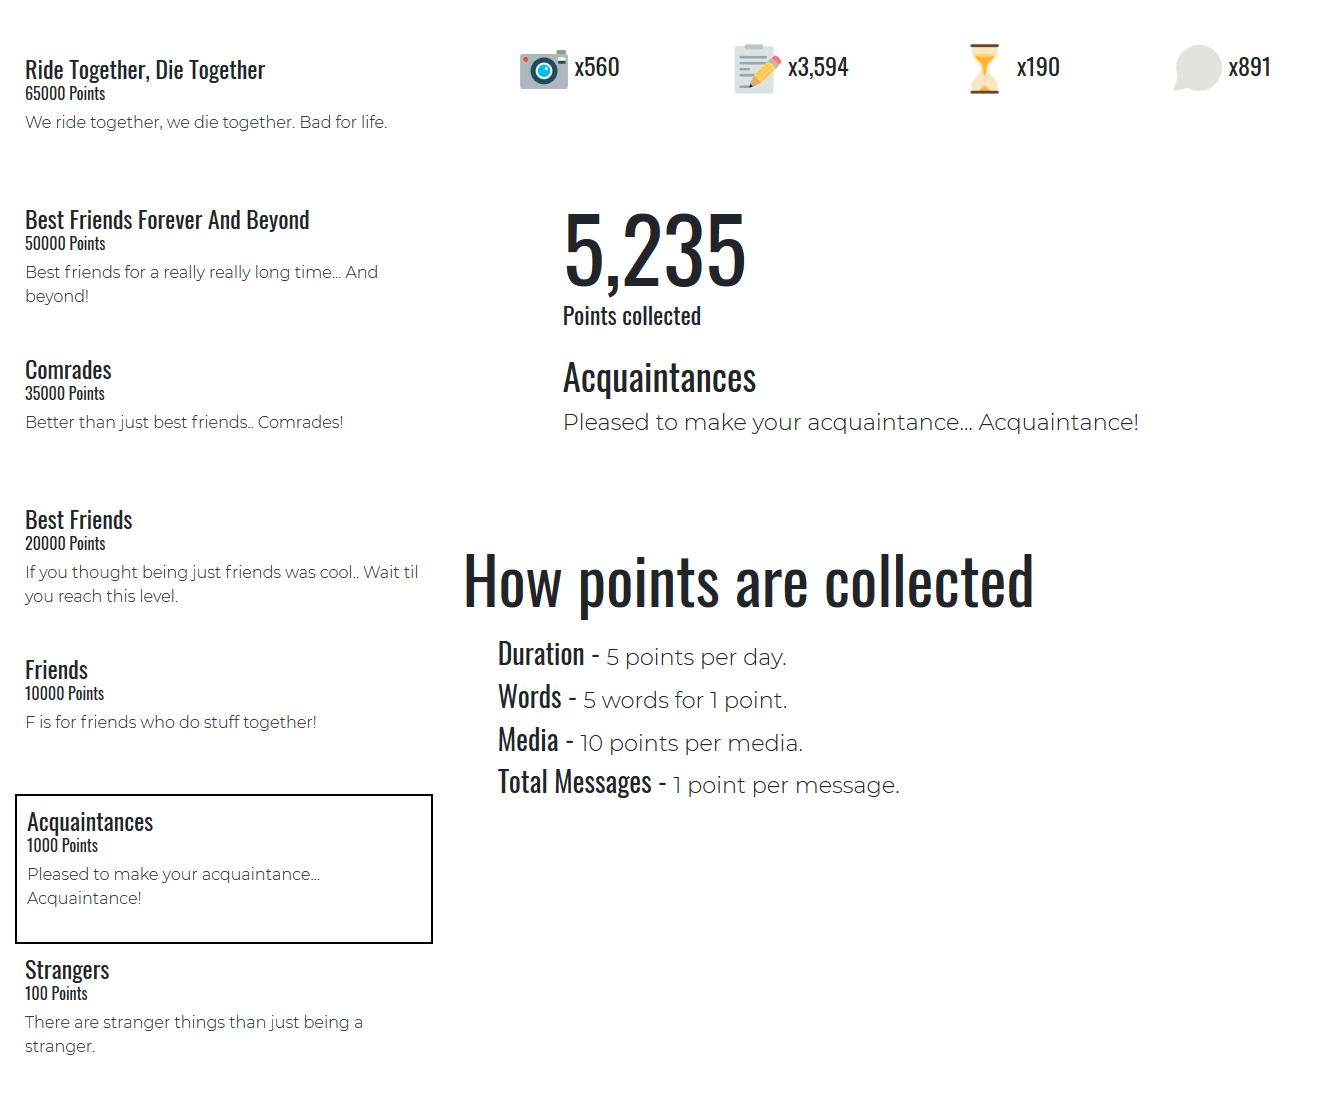 Ride Together, Die Together
65000 Points
We ride together, we die together. Bad for life.
Best Friends Forever And Beyond
50000 Points
Best friends for a really really long time... And
beyond!
Comrades
35000 Points
Better than just best friends.. Comrades!
Best Friends
20000 Points
If you thought being just friends was cool.. Wait til
you reach this level.
Friends
10000 Points
F is for friends who do stuff together!
Acquaintances
1000 Points
Pleased to make your acquaintance...
Acquaintance!
Strangers
100 Points
There are stranger things than just being a
stranger.
x560
x3,594
x190
x891
5,235
Points collected
Acquaintances
Pleased to make your acquaintance... Acquaintance!
How points are collected
Duration - 5 points per day.
Words - 5 words for 1 point.
Media - 10 points per media.
Total Messages - 1 point per message.